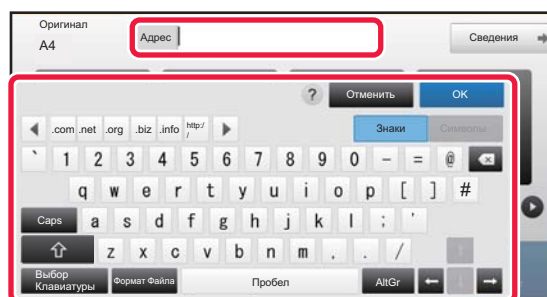 Оригинал
A4
Адрес
Сведения
? Отменить OK
.com .net .org .biz .info http:/
/
Знаки Символы
` 1 2 3 4 5 6 7 8 9 0 - = @
q w e r t y u i o p [ ] #
Caps a s d f g h j k l ; '
z x c v b n m . . /
Выбор
Клавиатуры
Формат Файла Пробел AltGr